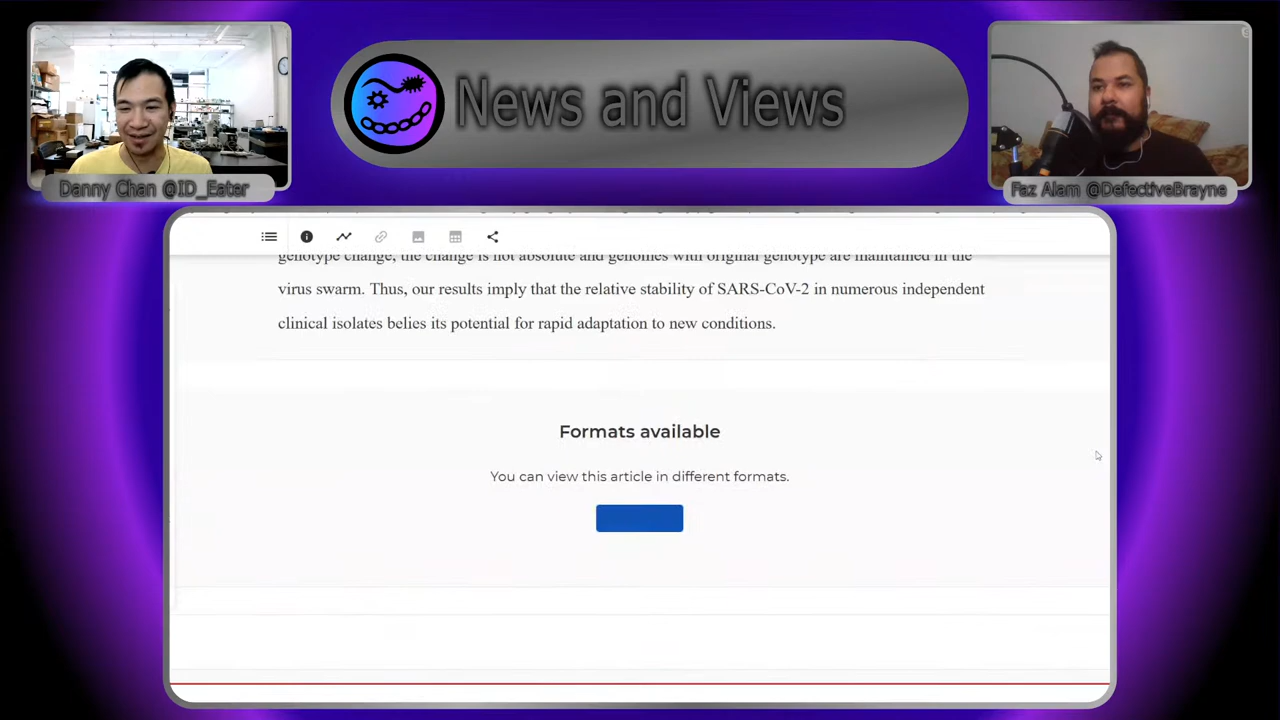 News and Views
Danny Chan @ID_Eater
Faz Alam @DefectiveBrayne
genotype change, the change is not absolute and genomes with original genotype are maintained in the
virus swarm. Thus, our results imply that the relative stability of SARS-CoV-2 in numerous independent
clinical isolates belies its potential for rapid adaptation to new conditions.
Formats available
You can view this article in different formats.